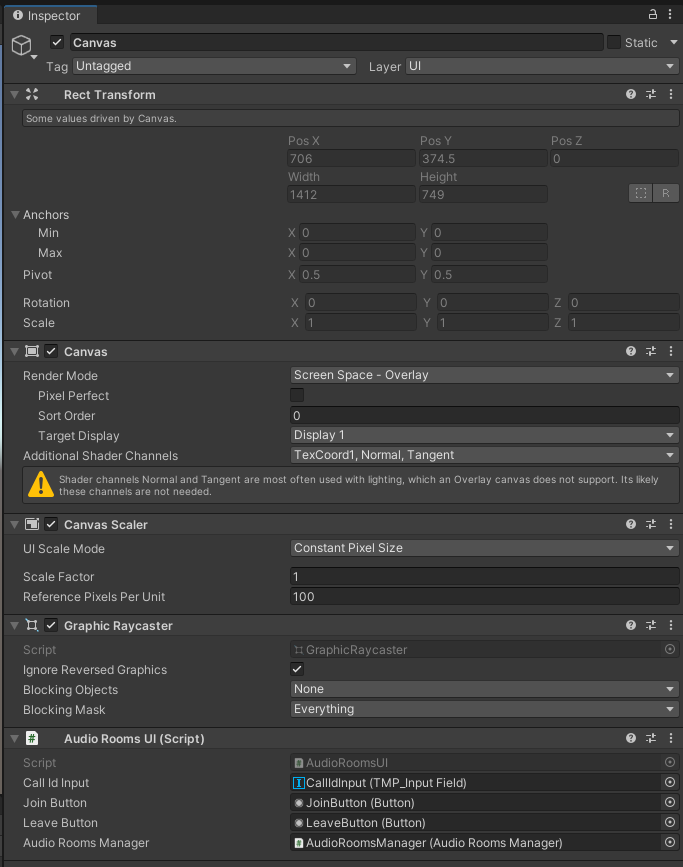 Inspector
Canvas
Static
Tag Untagged Layer UI
Rect Transform
Some values driven by Canvas.
Pos X Pos Y Pos Z
706 374.5 0
Width Height
1412 749
R
Anchors
Min X 0 Y 0
Max X 0 Y 0
Pivot X 0.5 Y 0.5
Rotation X 0 Y 0 Z 0
Scale X 1 Y 1 Z 1
Canvas
Render Mode Screen Space - Overlay
Pixel Perfect
Sort Order 0
Target Display Display 1
Additional Shader Channels TexCoord1, Normal, Tangent
Shader channels Normal and Tangent are most often used with lighting, which an Overlay canvas does not support. Its likely
these channels are not needed.
Canvas Scaler
UI Scale Mode Constant Pixel Size
Scale Factor 1
Reference Pixels Per Unit 100
Graphic Raycaster
Script GraphicRaycaster
Ignore Reversed Graphics
Blocking Objects None
Blocking Mask Everything
# Audio Rooms UI (Script)
Script AudioRoomsUI
Call Id Input CallIdInput (TMP_Input Field)
Join Button JoinButton (Button)
Leave Button LeaveButton (Button)
Audio Rooms Manager AudioRoomsManager (Audio Rooms Manager)